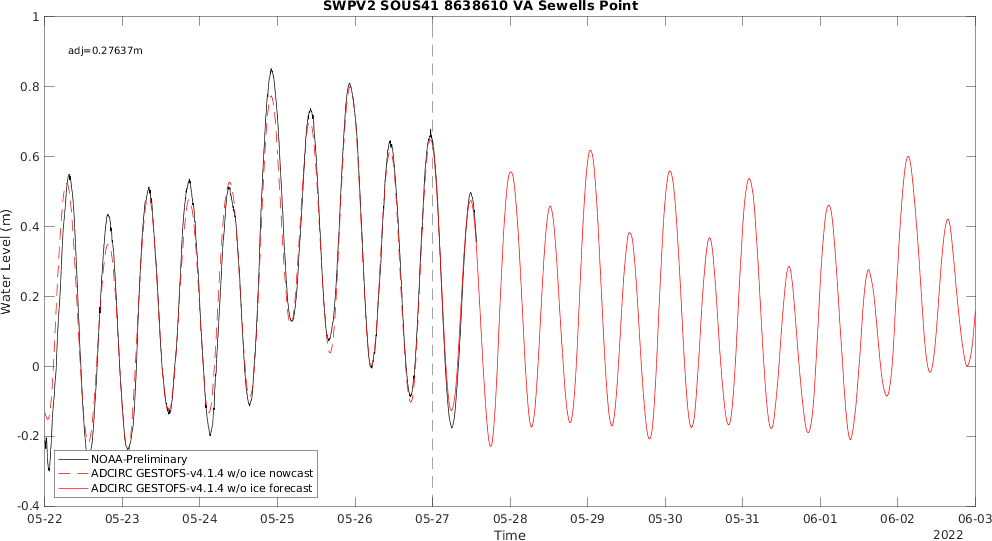 SWPV2 SOUS41 8638610 VA Sewells Point
adj=0.27637m
1
0.8
0.6
0.4
0.2
0
-0.2
-0.4
Water Level (m)
NOAA-Preliminary
ADCIRC GESTOFS-v4.1.4 w/o ice nowcast
ADCIRC GESTOFS-v4.1.4 w/o ice forecast
05-22 05-23 05-24 05-25 05-26 05-27 05-28 05-29 05-30 05-31 06-01 06-02 06-03
Time
2022